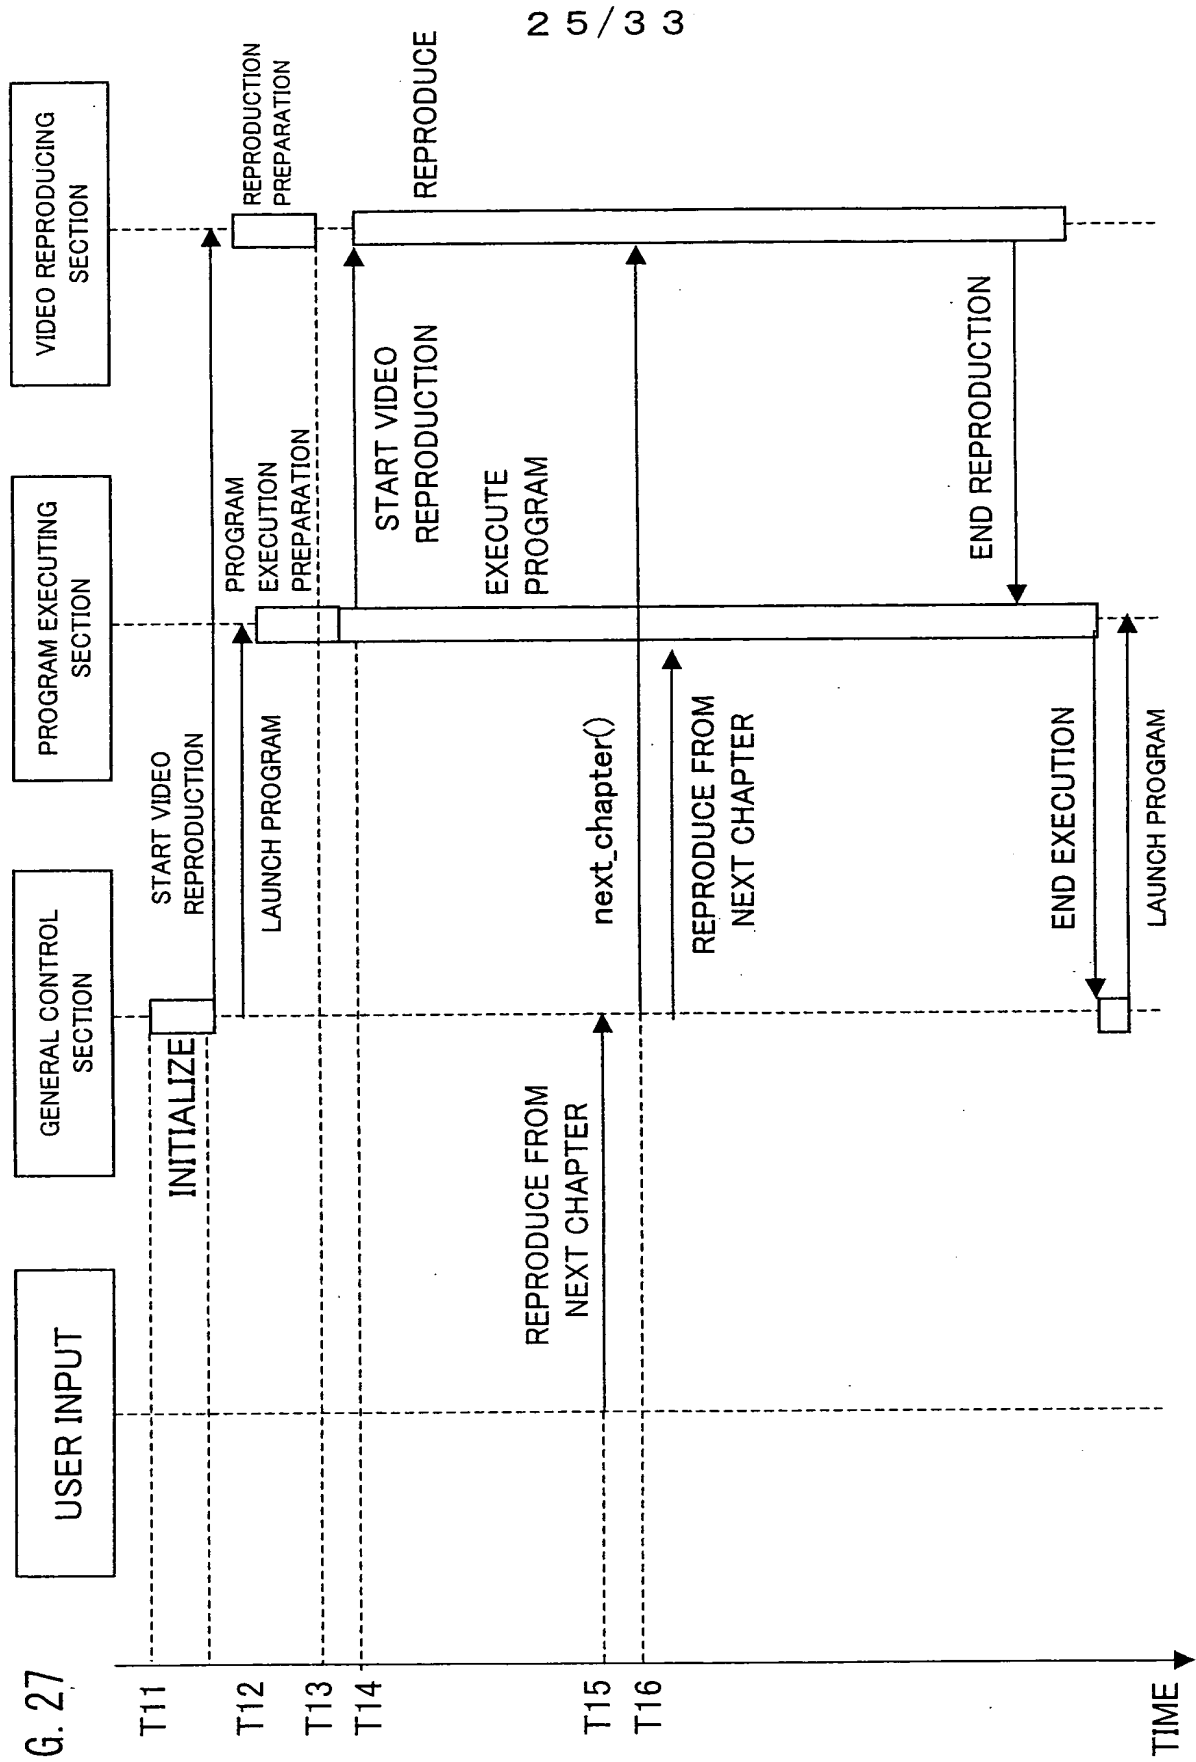 25/33
G. 27
USER INPUT
GENERAL CONTROL
SECTION
PROGRAM EXECUTING
SECTION
VIDEO REPRODUCING
SECTION
T11
INITIALIZE
START VIDEO
REPRODUCTION
T12
LAUNCH PROGRAM
PROGRAM
EXECUTION
PREPARATION
REPRODUCTION
PREPARATION
T13
T14
START VIDEO
REPRODUCTION
REPRODUCE
EXECUTE
PROGRAM
T15
REPRODUCE FROM
NEXT CHAPTER
T16
next_chapter()
REPRODUCE FROM
NEXT CHAPTER
END REPRODUCTION
END EXECUTION
LAUNCH PROGRAM
TIME